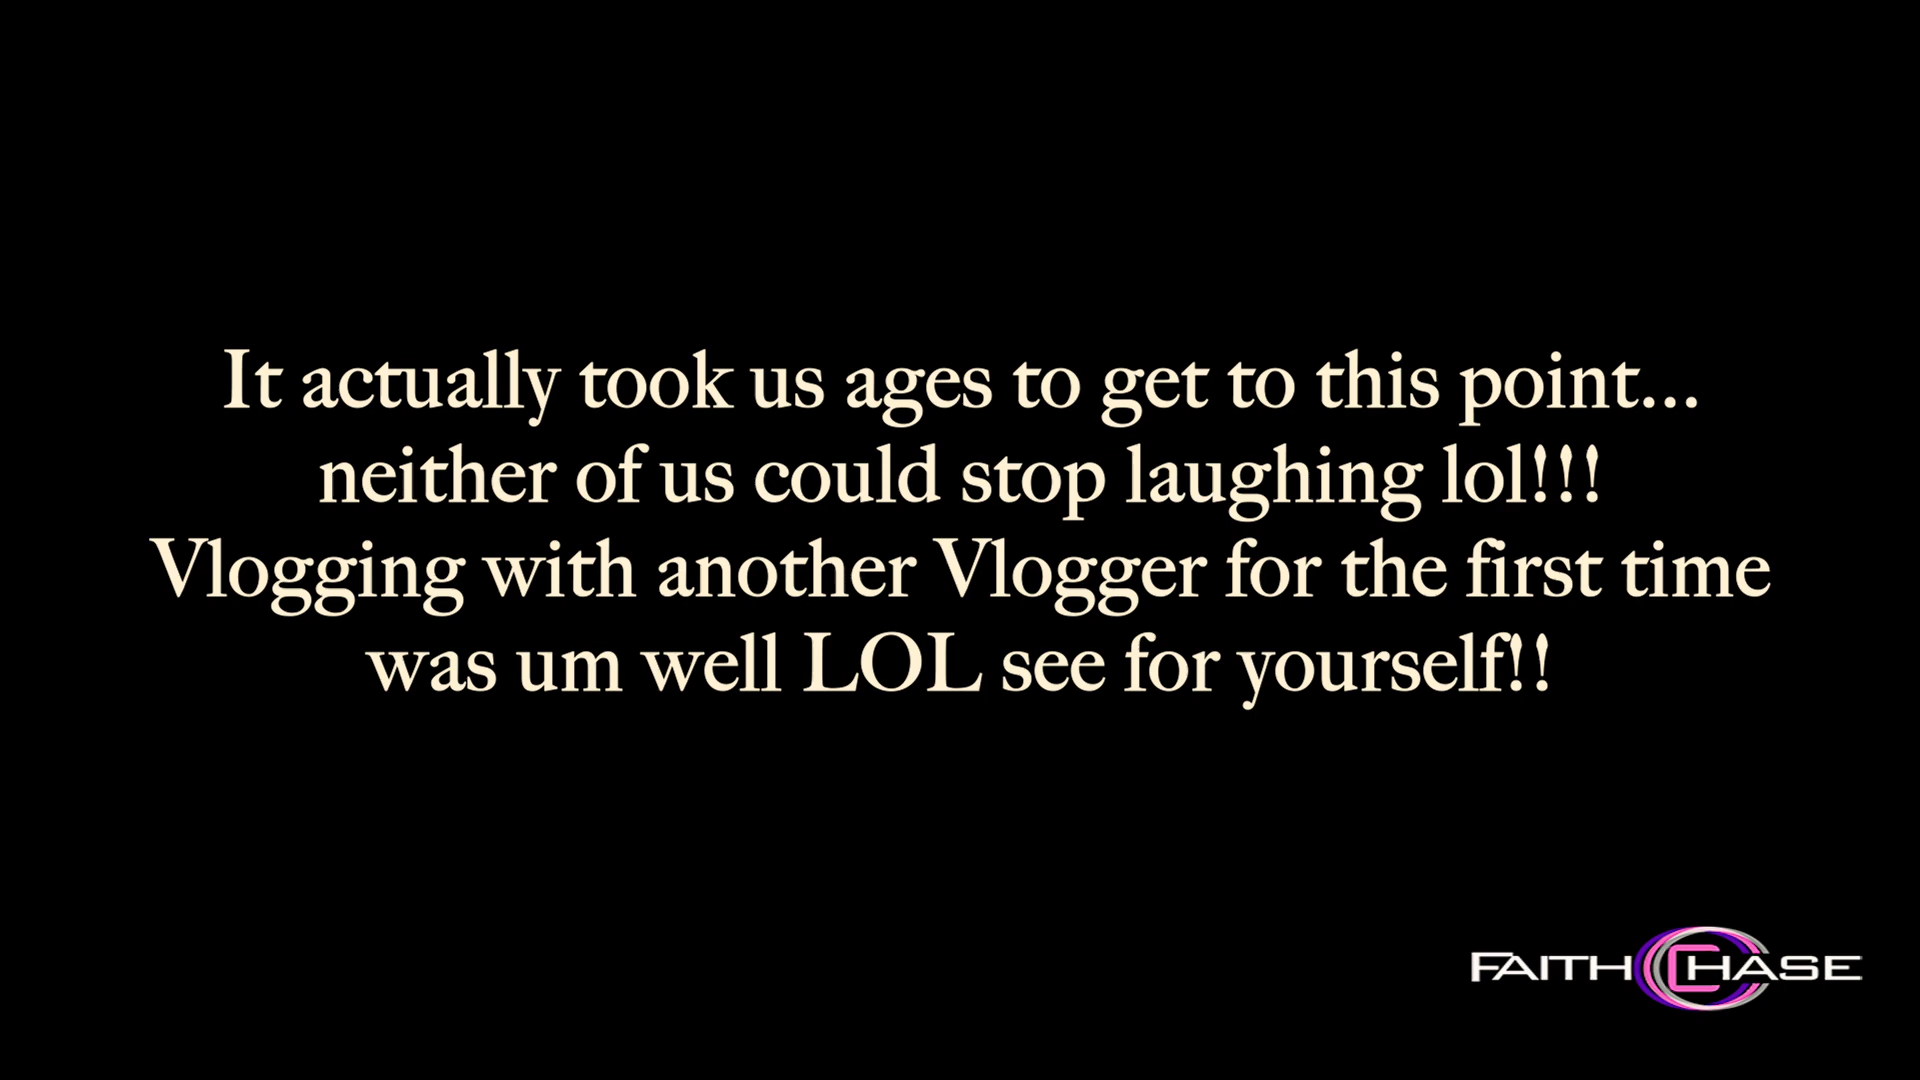 It actually took us ages to get to this point...
neither of us could stop laughing lol!!!
Vlogging with another Vlogger for the first time
was um well LOL see for yourself!!
FAITH CHASE